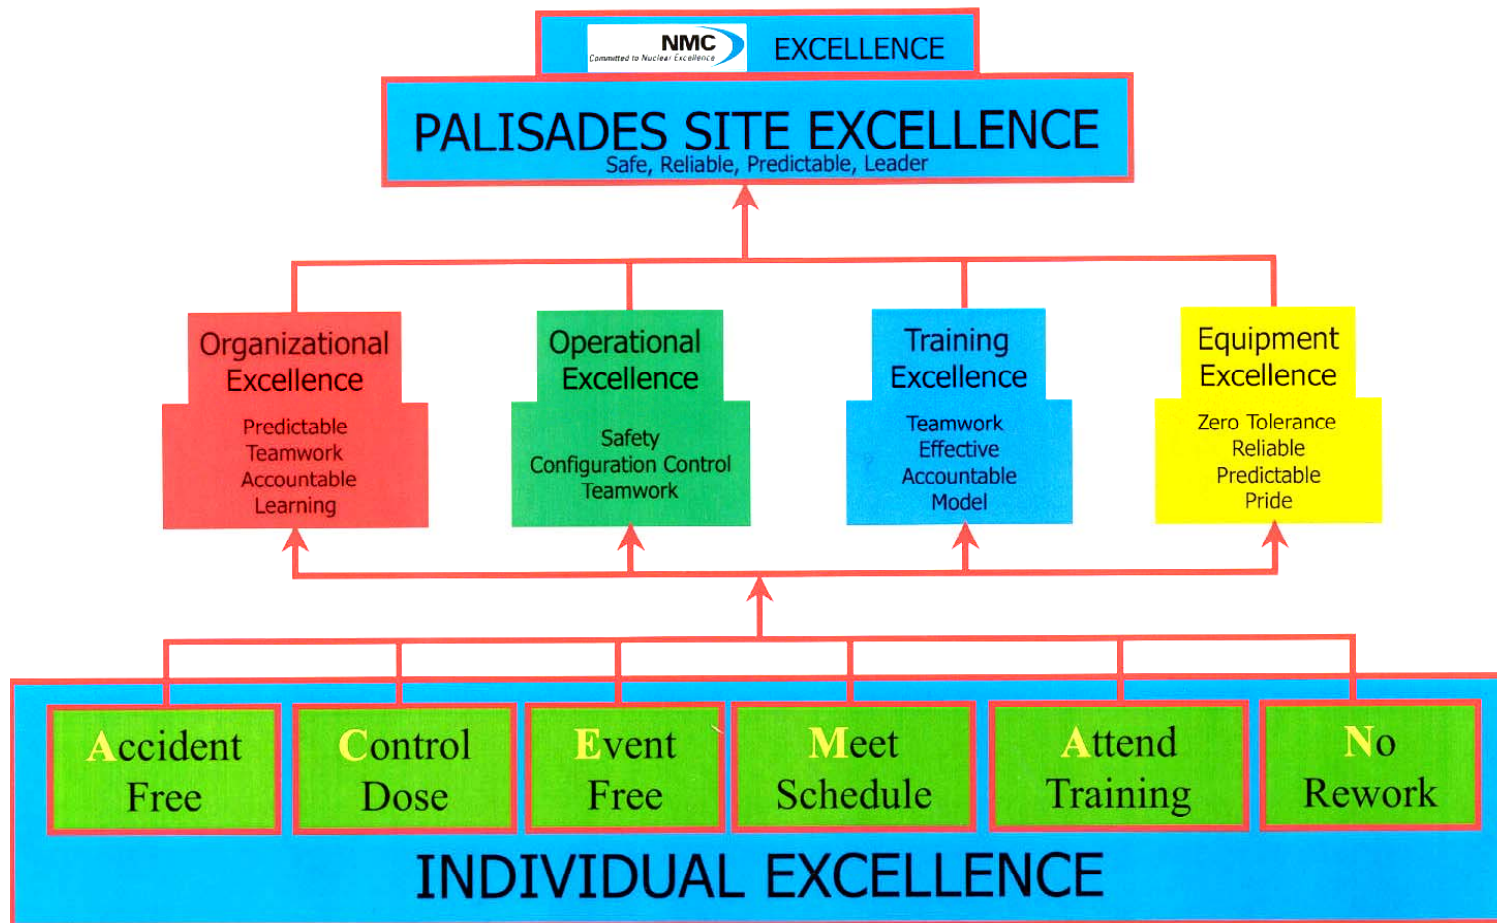 NMC
Committed to Nuclear Excellence
EXCELLENCE
PALISADES SITE EXCELLENCE
Safe, Reliable, Predictable, Leader
Organizational
Excellence
Predictable
Teamwork
Accountable
Learning
Operational
Excellence
Safety
Configuration Control
Teamwork
Training
Excellence
Teamwork
Effective
Accountable
Model
Equipment
Excellence
Zero Tolerance
Reliable
Predictable
Pride
Accident
Free
Control
Dose
Event
Free
Meet
Schedule
Attend
Training
No
Rework
INDIVIDUAL EXCELLENCE